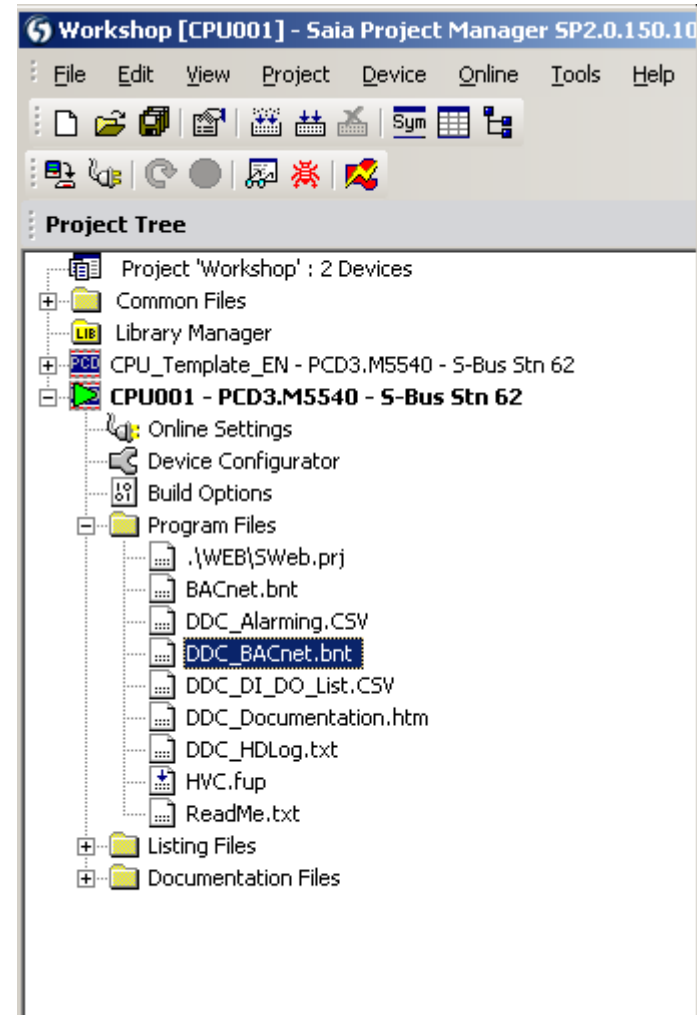 Workshop [CPU001] - Saia Project Manager SP2.0.150.10
File Edit View Project Device Online Tools Help
Sym
Project Tree
Project 'Workshop' : 2 Devices
Common Files
LIB Library Manager
PCD CPU_Template_EN - PCD3.M5540 - S-Bus Stn 62
CPU001 - PCD3.M5540 - S-Bus Stn 62
Online Settings
Device Configurator
Build Options
Program Files
.\WEB\SWeb.prj
BACnet.bnt
DDC_Alarming.CSV
DDC_BACnet.bnt
DDC_DI_DO_List.CSV
DDC_Documentation.htm
DDC_HDLog.txt
HVC.fup
ReadMe.txt
Listing Files
Documentation Files